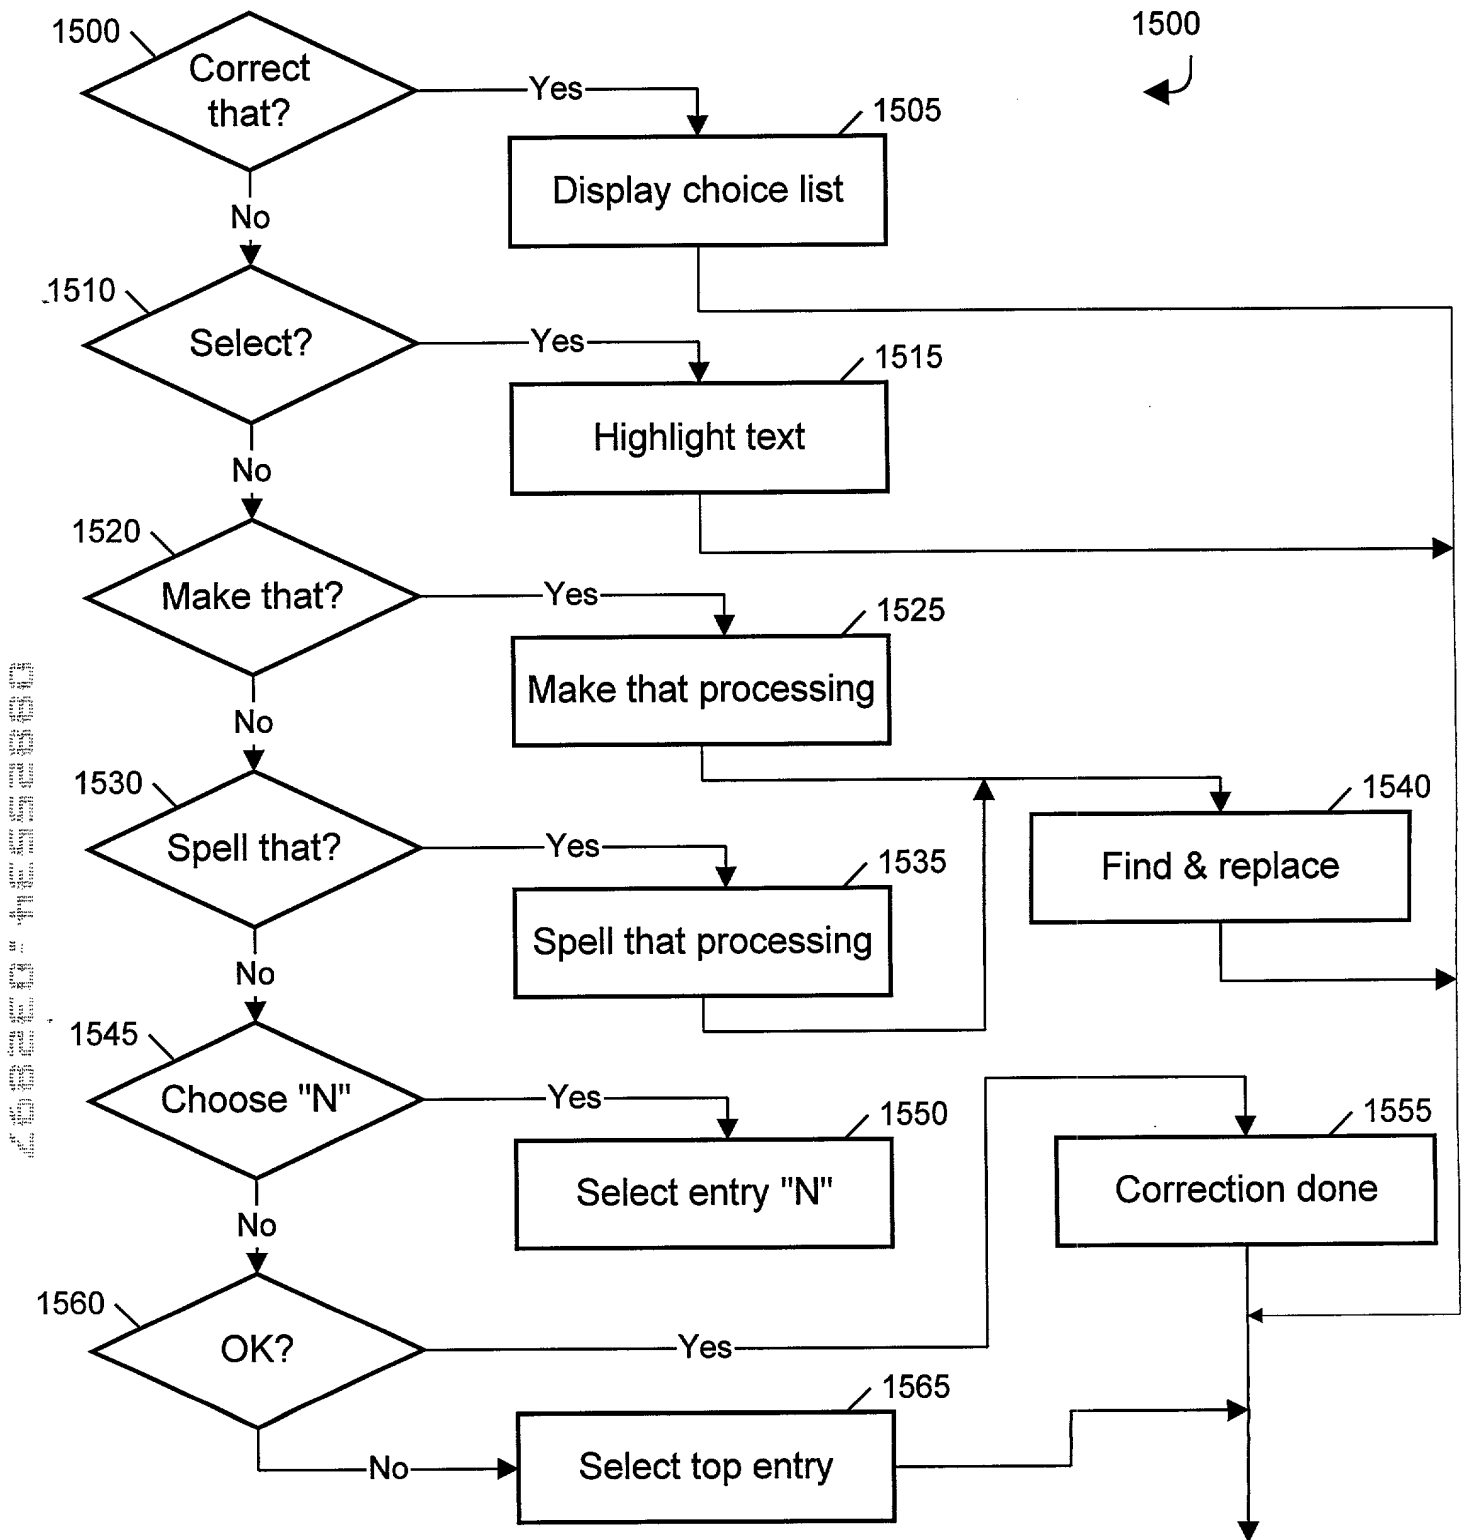 1500
1500
Correct
that?
Yes
1505
Display choice list
No
1510
Select?
Yes
1515
Highlight text
No
1520
Make that?
Yes
1525
Make that processing
No
1530
Spell that?
Yes
1540
Find & replace
1535
Spell that processing
No
1545
Choose "N"
Yes
1550
Select entry "N"
1555
Correction done
No
1560
OK?
Yes
1565
No
Select top entry